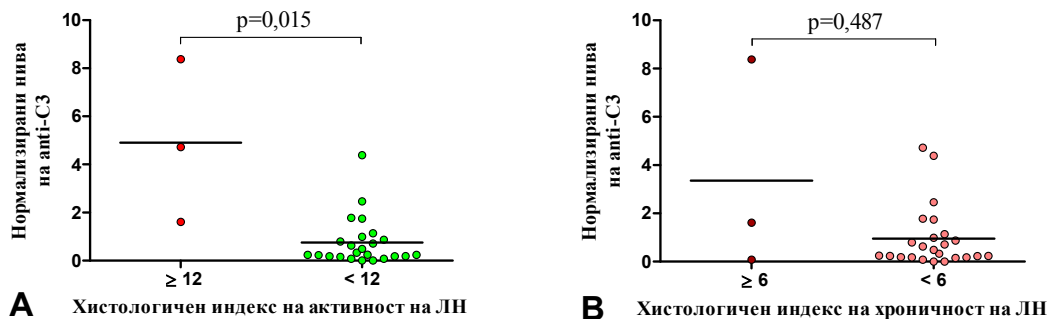 p=0,015
Нормализирани нива
на anti-C3
10
8
6
4
2
0
≥ 12
< 12
A
Хистологичен индекс на активност на ЛН
p=0,487
Нормализирани нива
на anti-C3
10
8
6
4
2
0
≥ 6
< 6
B
Хистологичен индекс на хроничност на ЛН